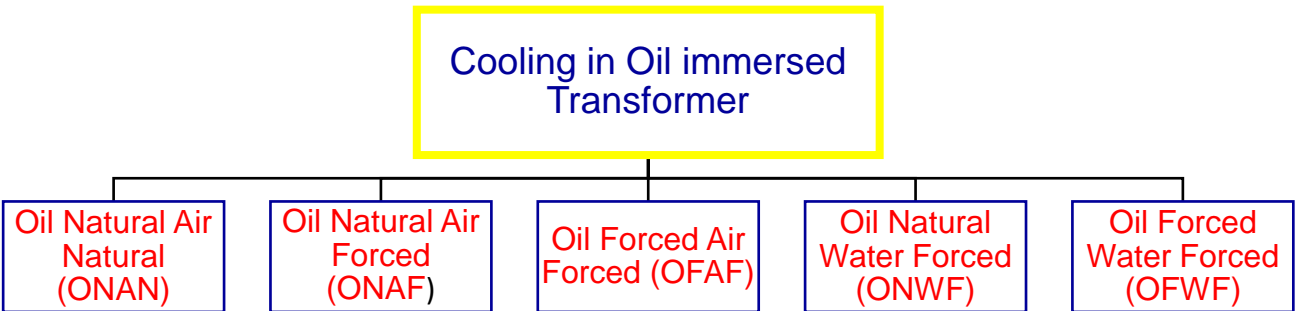 Cooling in Oil immersed
Transformer
Oil Natural Air
Natural
(ONAN)
Oil Natural Air
Forced
(ONAF)
Oil Forced Air
Forced (OFAF)
Oil Natural
Water Forced
(ONWF)
Oil Forced
Water Forced
(OFWF)